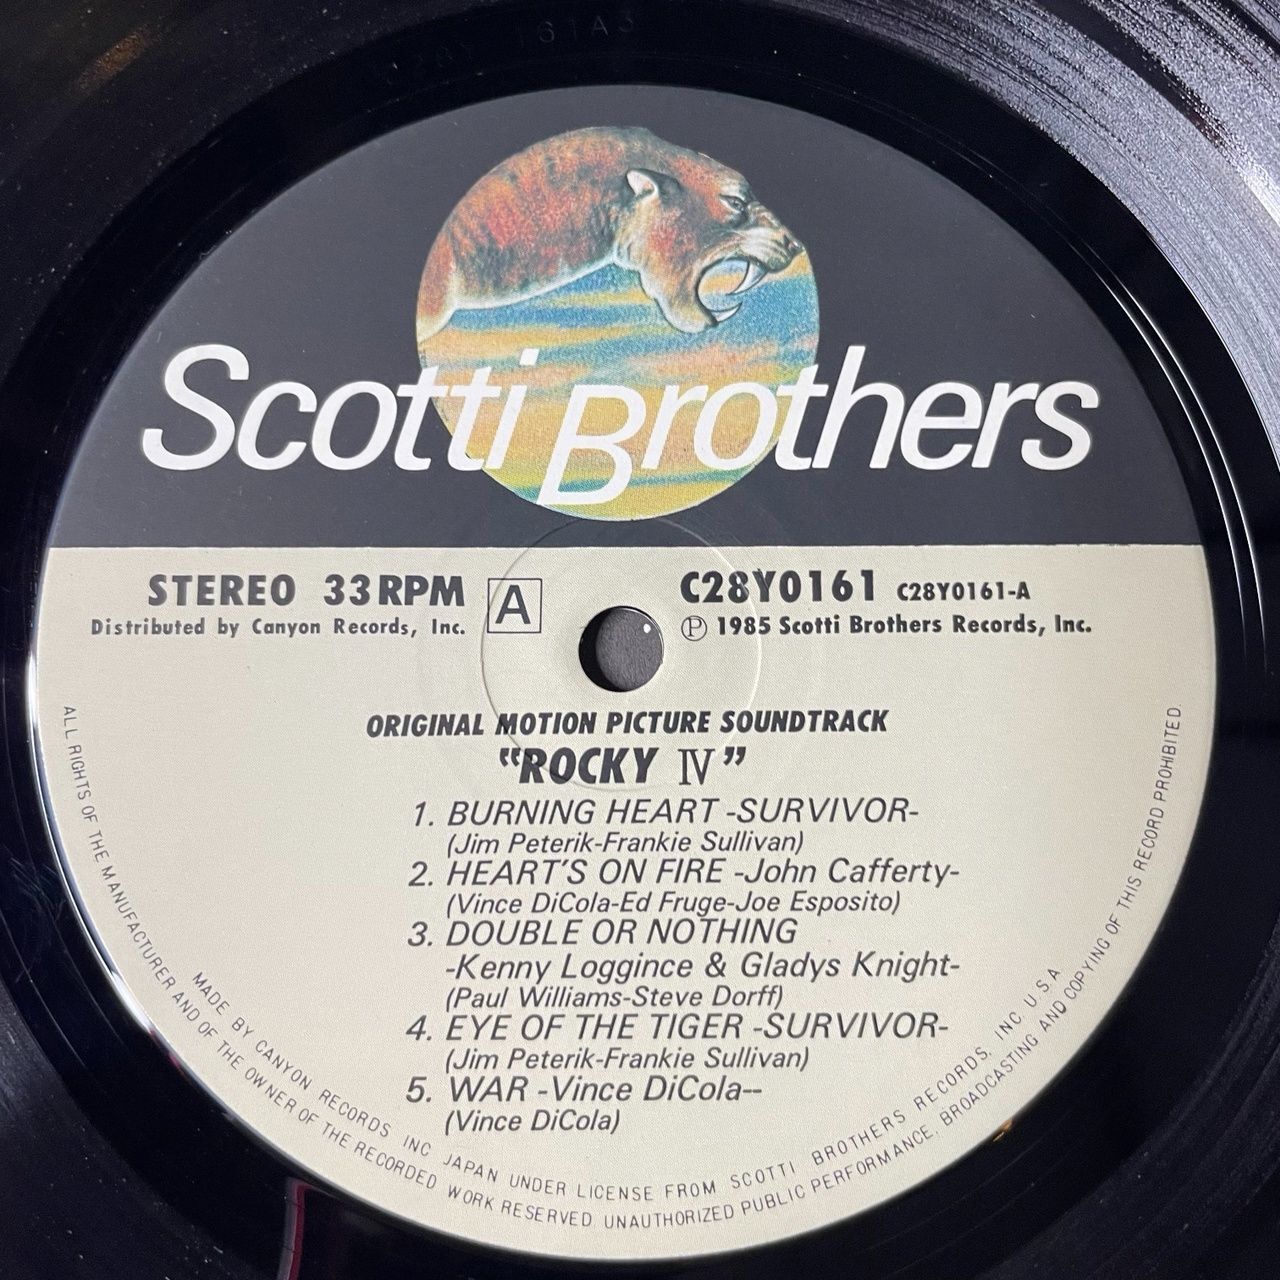 Scotti Brothers
STEREO 33RPM
A
C28Y0161 C28Y0161-A
Distributed by Canyon Records, Inc.
℗ 1985 Scotti Brothers Records, Inc.
ORIGINAL MOTION PICTURE SOUNDTRACK
“ROCKY IV”
1. BURNING HEART -SURVIVOR-
(Jim Peterik-Frankie Sullivan)
2. HEART'S ON FIRE -John Cafferty-
(Vince DiCola-Ed Fruge-Joe Esposito)
3. DOUBLE OR NOTHING
-Kenny Loggince & Gladys Knight-
(Paul Williams-Steve Dorff)
4. EYE OF THE TIGER -SURVIVOR-
(Jim Peterik-Frankie Sullivan)
5. WAR -Vince DiCola--
(Vince DiCola)
MADE BY CANYON RECORDS INC JAPAN UNDER LICENSE FROM SCOTTI BROTHERS RECORDS, INC. U.S.A
ALL RIGHTS OF THE MANUFACTURER AND OF THE OWNER OF THE RECORDED WORK RESERVED. UNAUTHORIZED PUBLIC PERFORMANCE, BROADCASTING AND COPYING OF THIS RECORD PROHIBITED